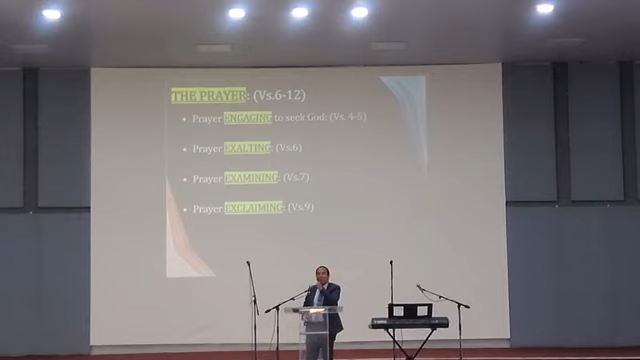 THE PRAYER: (Vs.6-12)
• Prayer ENGAGING to seek God: (Vs. 4-5)
• Prayer EXALTING: (Vs.6)
• Prayer EXAMINING: (Vs.7)
• Prayer EXCLAIMING: (Vs.9)